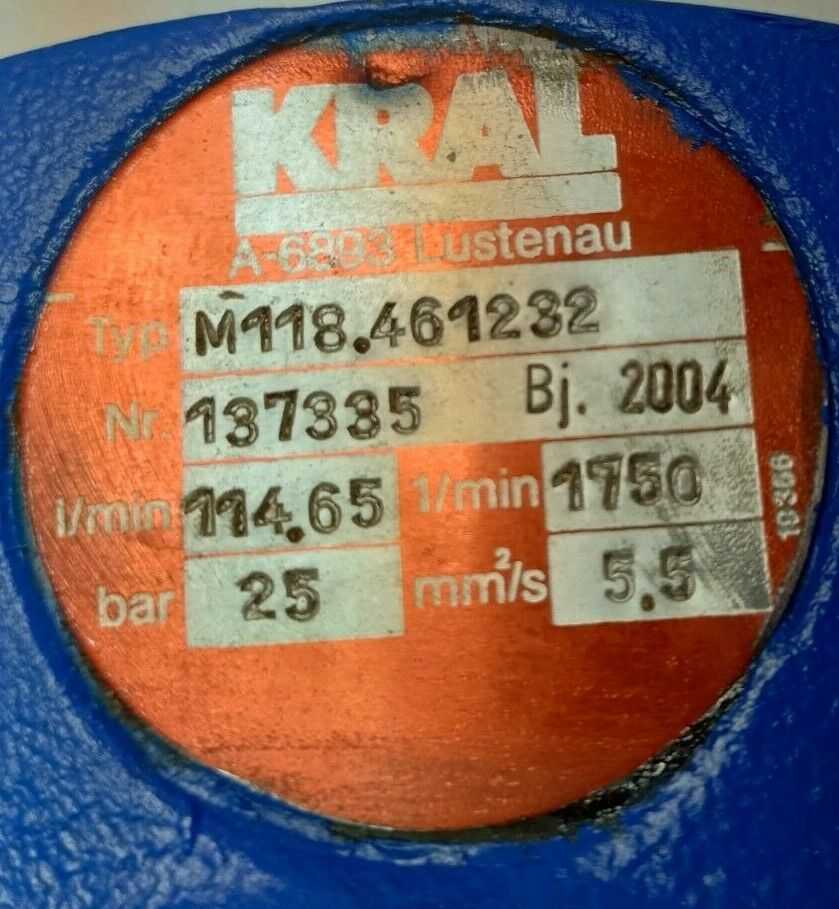 KRAL
A-6893 Lustenau
Typ M118.461232
Nr. 137335 Bj. 2004
l/min 114.65 1/min 1750
bar 25 mm²/s 5.5
10366